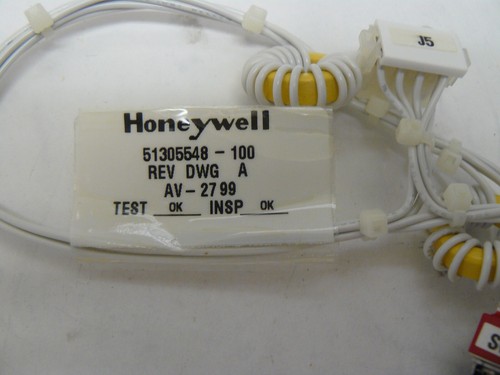 J5
Honeywell
51305548-100
REV DWG A
AV-2799
TEST OK INSP OK
S